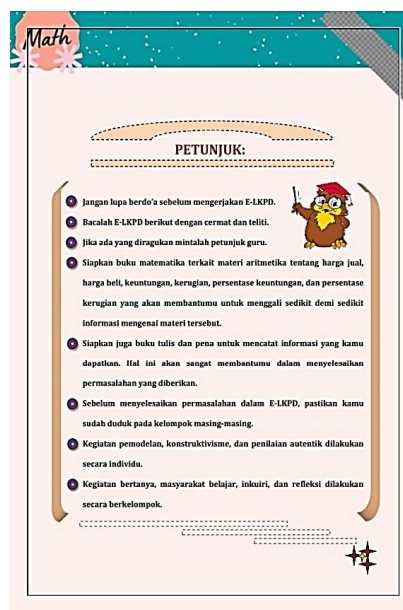 Math
PETUNJUK:
Jangan lupa berdo'a sebelum mengerjakan E-LKPD.
Bacalah E-LKPD berikut dengan cermat dan teliti.
Jika ada yang diragukan mintalah petunjuk guru.
Siapkan buku matematika terkait materi aritmetika tentang harga jual,
harga beli, keuntungan, kerugian, persentase keuntungan, dan persentase
kerugian yang akan membantumu untuk menggali sedikit demi sedikit
informasi mengenai materi tersebut.
Siapkan juga buku tulis dan pena untuk mencatat informasi yang kamu
dapatkan. Hal ini akan sangat membantumu dalam menyelesaikan
permasalahan yang diberikan.
Sebelum menyelesaikan permasalahan dalam E-LKPD, pastikan kamu
sudah duduk pada kelompok masing-masing.
Kegiatan pemodelan, konstruktivisme, dan penilaian autentik dilakukan
secara individu.
Kegiatan bertanya, masyarakat belajar, inkuiri, dan refleksi dilakukan
secara berkelompok.